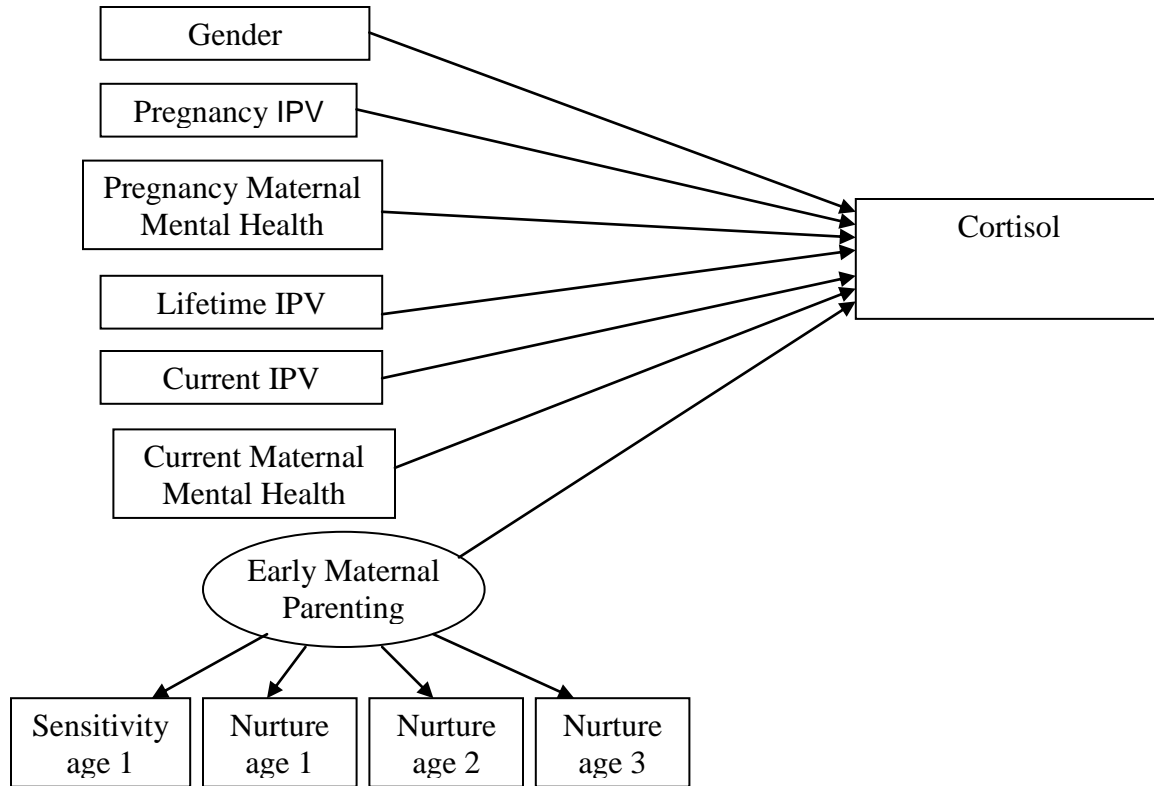 Gender
Pregnancy IPV
Pregnancy Maternal
Mental Health
Cortisol
Lifetime IPV
Current IPV
Current Maternal
Mental Health
Early Maternal
Parenting
Sensitivity
age 1
Nurture
age 1
Nurture
age 2
Nurture
age 3